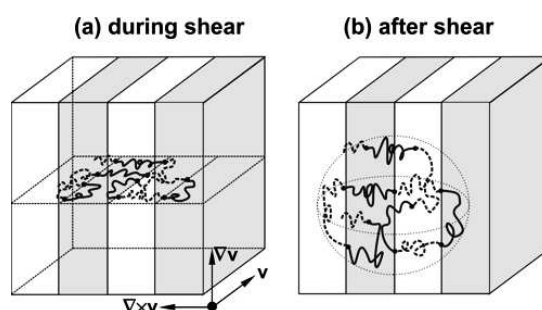 (a) during shear
(b) after shear
∇v
v
∇×v